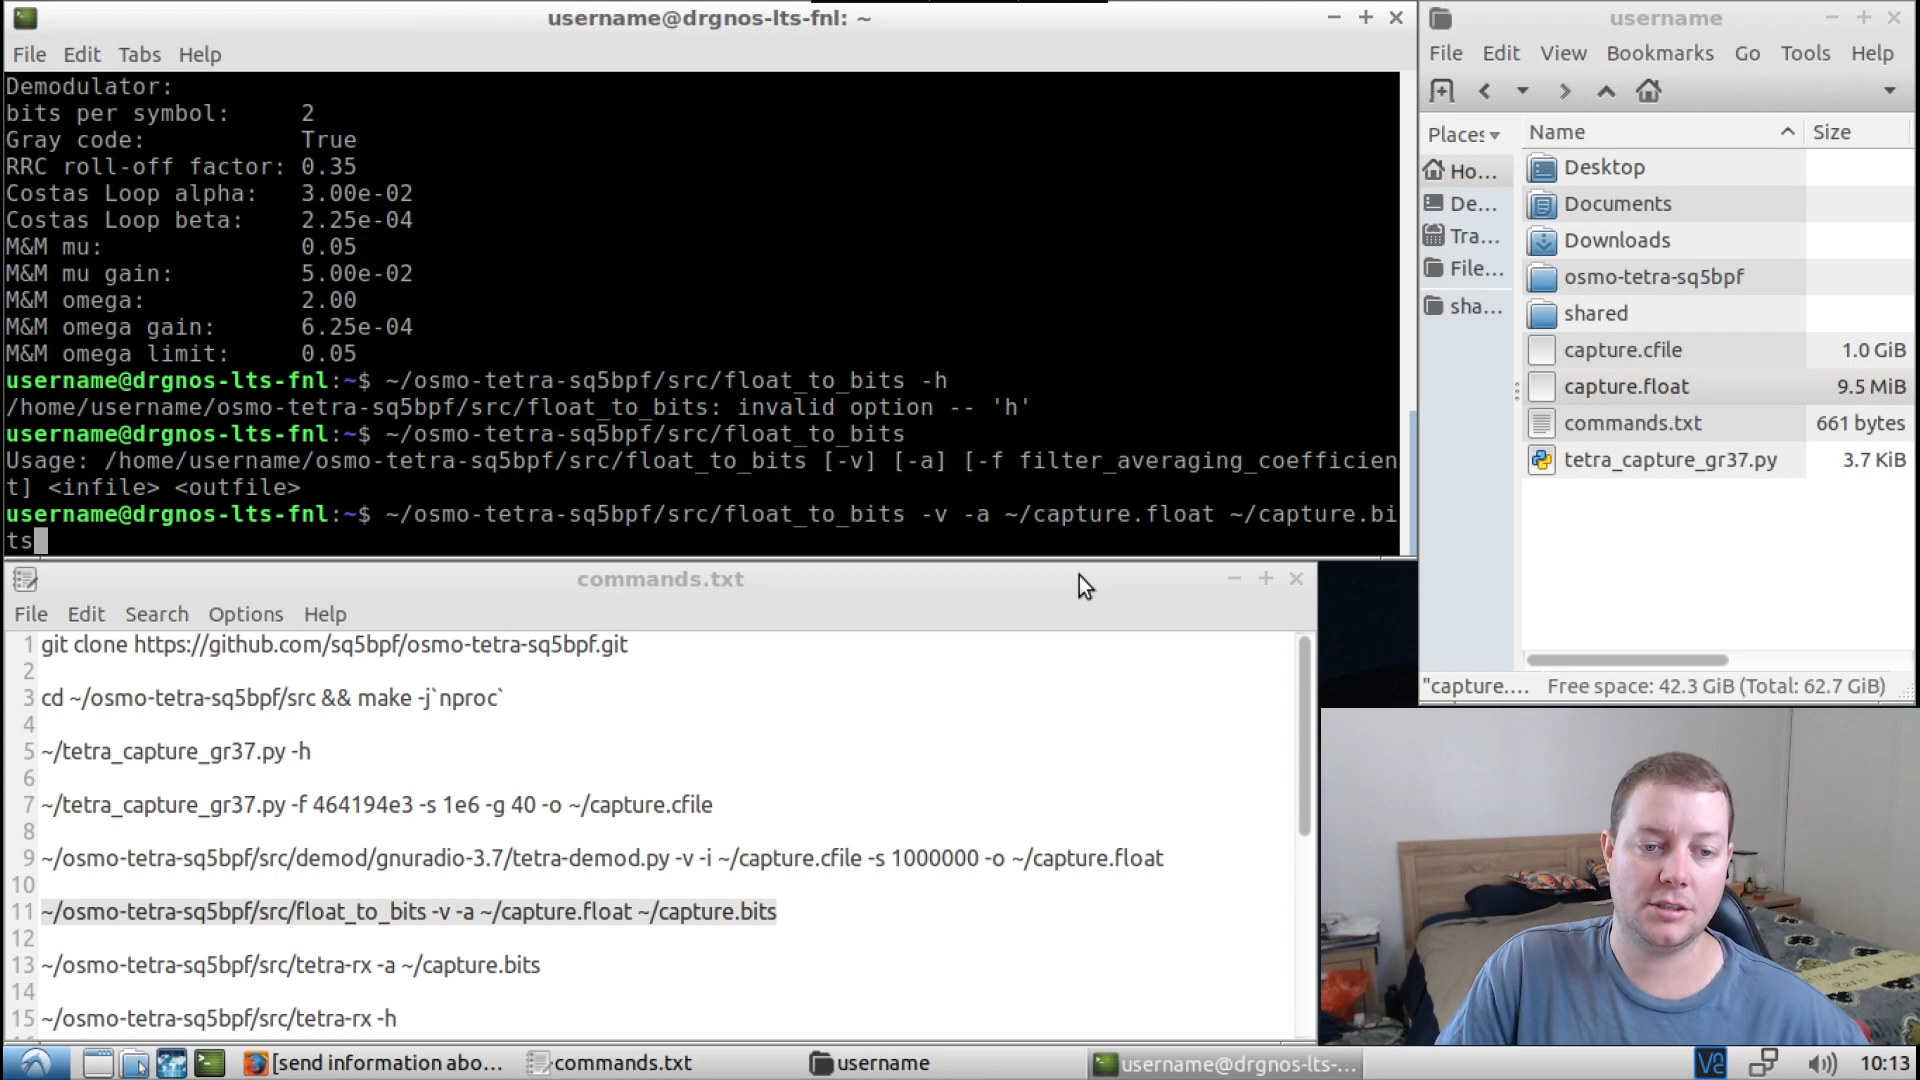 username@drgnos-lts-fnl: ~
File Edit Tabs Help
Demodulator:
bits per symbol: 2
Gray code: True
RRC roll-off factor: 0.35
Costas Loop alpha: 3.00e-02
Costas Loop beta: 2.25e-04
M&M mu: 0.05
M&M mu gain: 5.00e-02
M&M omega: 2.00
M&M omega gain: 6.25e-04
M&M omega limit: 0.05
username@drgnos-lts-fnl:~$ ~/osmo-tetra-sq5bpf/src/float_to_bits -h
/home/username/osmo-tetra-sq5bpf/src/float_to_bits: invalid option -- 'h'
username@drgnos-lts-fnl:~$ ~/osmo-tetra-sq5bpf/src/float_to_bits
Usage: /home/username/osmo-tetra-sq5bpf/src/float_to_bits [-v] [-a] [-f filter_averaging_coefficien
t] <infile> <outfile>
username@drgnos-lts-fnl:~$ ~/osmo-tetra-sq5bpf/src/float_to_bits -v -a ~/capture.float ~/capture.bi
ts
username
File Edit View Bookmarks Go Tools Help
Places
Ho...
De...
Tra...
File...
sha...
Name Size
Desktop
Documents
Downloads
osmo-tetra-sq5bpf
shared
capture.cfile 1.0 GiB
capture.float 9.5 MiB
commands.txt 661 bytes
tetra_capture_gr37.py 3.7 KiB
"capture.... Free space: 42.3 GiB (Total: 62.7 GiB)
commands.txt
File Edit Search Options Help
1 git clone https://github.com/sq5bpf/osmo-tetra-sq5bpf.git
2
3 cd ~/osmo-tetra-sq5bpf/src && make -j`nproc`
4
5 ~/tetra_capture_gr37.py -h
6
7 ~/tetra_capture_gr37.py -f 464194e3 -s 1e6 -g 40 -o ~/capture.cfile
8
9 ~/osmo-tetra-sq5bpf/src/demod/gnuradio-3.7/tetra-demod.py -v -i ~/capture.cfile -s 1000000 -o ~/capture.float
10
11 ~/osmo-tetra-sq5bpf/src/float_to_bits -v -a ~/capture.float ~/capture.bits
12
13 ~/osmo-tetra-sq5bpf/src/tetra-rx -a ~/capture.bits
14
15 ~/osmo-tetra-sq5bpf/src/tetra-rx -h
[send information abo...
commands.txt
username
username@drgnos-lts-...
10:13